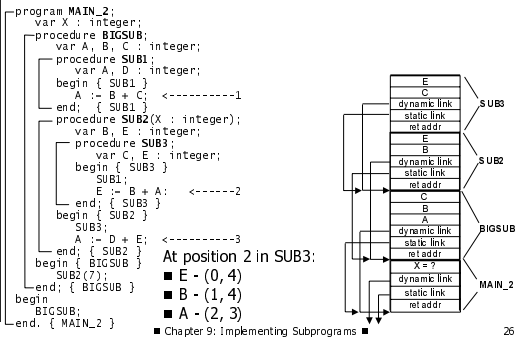 program MAIN_2;
var X : integer;
procedure BIGSUB;
var A, B, C : integer;
procedure SUB1;
var A, D : integer;
begin { SUB1 }
A := B + C; <-----------1
end; { SUB1 }
procedure SUB2(X : integer);
var B, E : integer;
procedure SUB3;
var C, E : integer;
begin { SUB3 }
SUB1;
E := B + A: <------2
end; { SUB3 }
begin { SUB2 }
SUB3;
A := D + E; <-----------3
end; { SUB2 }
begin { BIGSUB }
SUB2(7);
end; { BIGSUB }
begin
BIGSUB;
end. { MAIN_2 }
At position 2 in SUB3:
■ E - (0, 4)
■ B - (1, 4)
■ A - (2, 3)
E
C
dynamic link
static link
ret addr
SUB3
E
B
dynamic link
static link
ret addr
SUB2
C
B
A
dynamic link
static link
ret addr
BIGSUB
X = ?
dynamic link
static link
ret addr
MAIN_2
■ Chapter 9: Implementing Subprograms ■
26